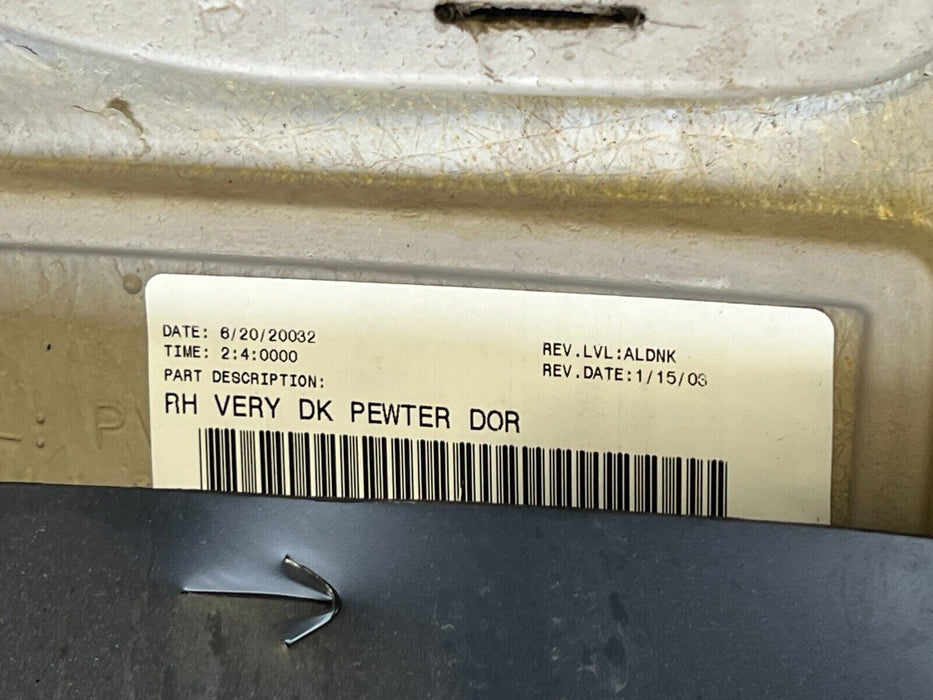 DATE: 6/20/20032
TIME: 2:4:0000
PART DESCRIPTION:
RH VERY DK PEWTER DOR
REV.LVL:ALDNK
REV.DATE:1/15/03